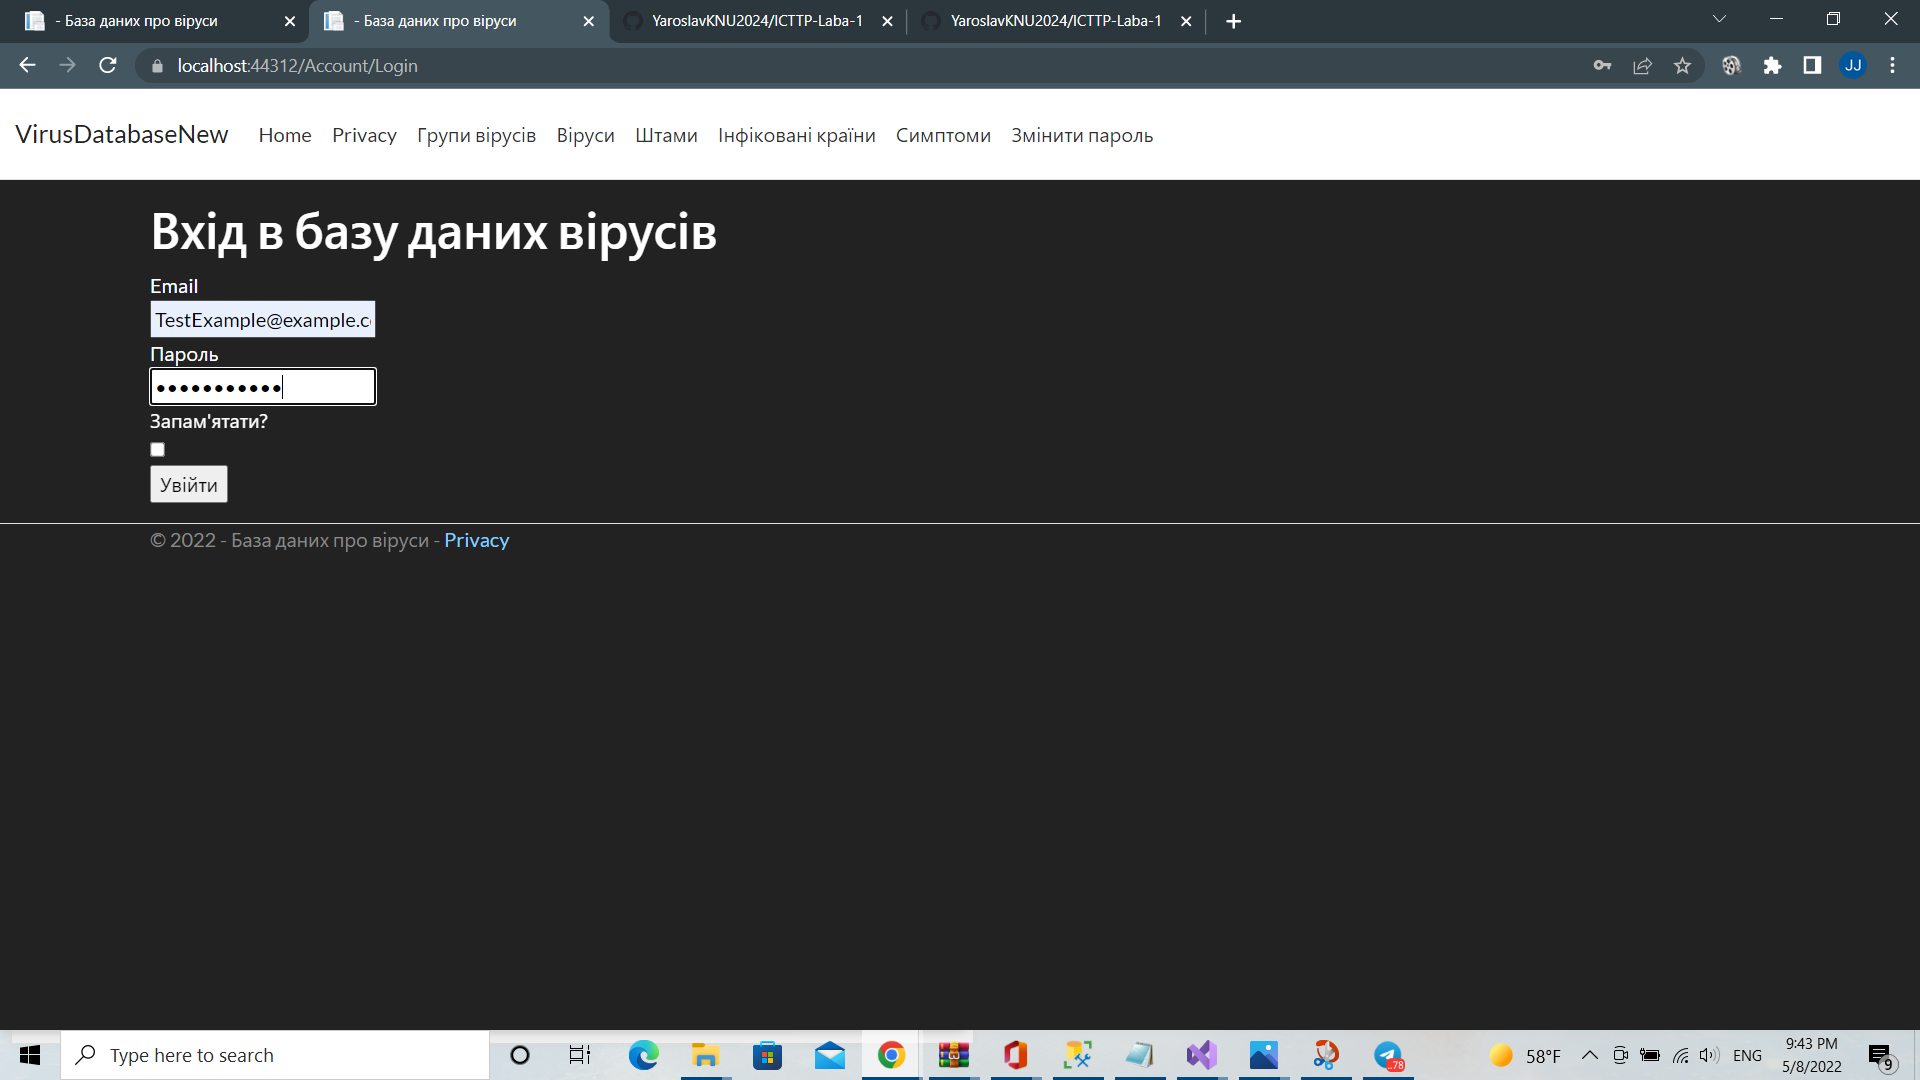 - База даних про віруси
- База даних про віруси
YaroslavKNU2024/ICTTP-Laba-1
YaroslavKNU2024/ICTTP-Laba-1
localhost:44312/Account/Login
JJ
VirusDatabaseNew Home Privacy Групи вірусів Віруси Штами Інфіковані країни Симптоми Змінити пароль
Вхід в базу даних вірусів
Email
TestExample@example.c
Пароль
Запам'ятати?
Увійти
© 2022 - База даних про віруси - Privacy
Type here to search
..78
58°F
ENG
9:43 PM
5/8/2022
9